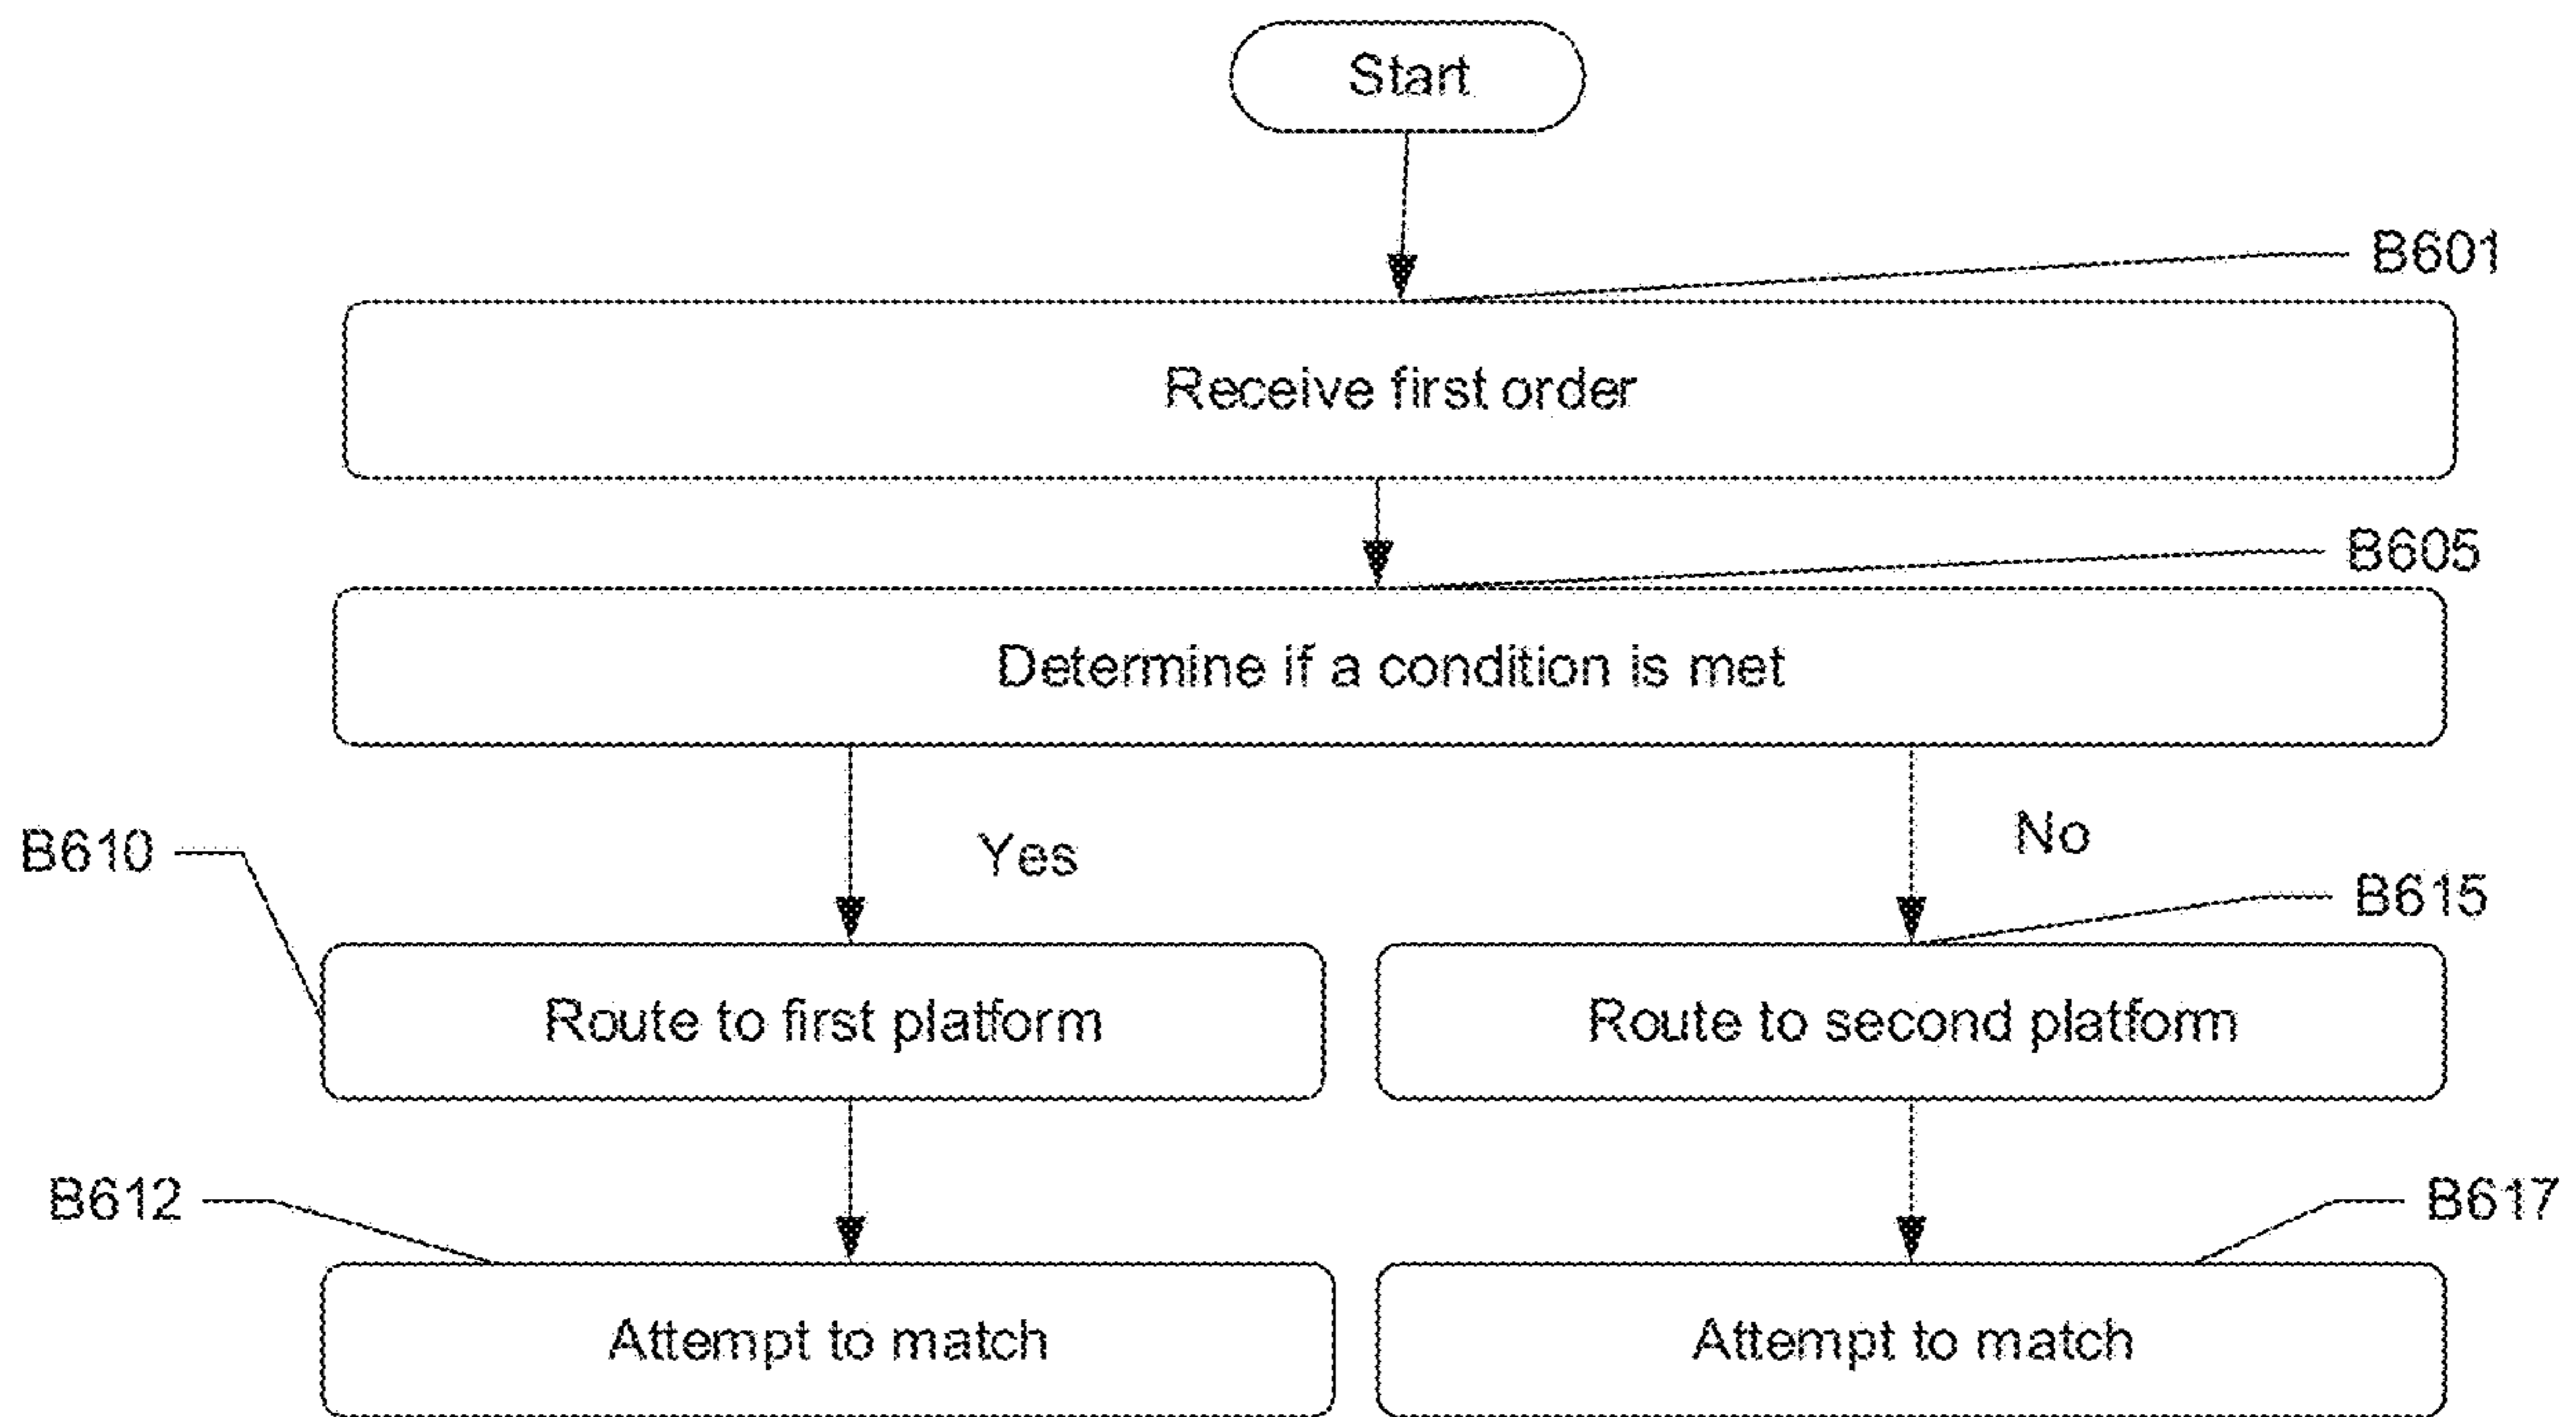 Start
B601
Receive first order
B605
Determine if a condition is met
B610
Yes
No
B615
Route to first platform
Route to second platform
B612
B617
Attempt to match
Attempt to match